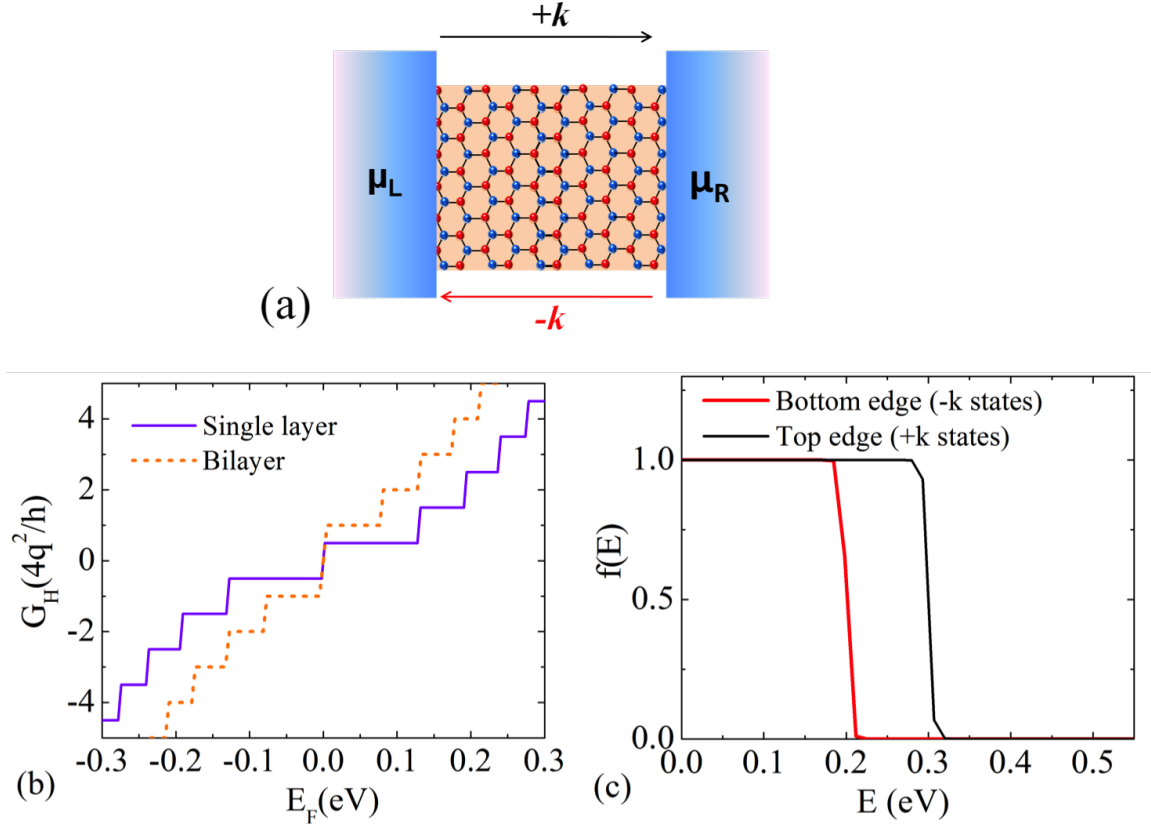 +k
μL
μR
(a)
-k
4
2
0
-2
-4
G_H(4q²/h)
Single layer
Bilayer
-0.3 -0.2 -0.1 0.0 0.1 0.2 0.3
(b)
E_F(eV)
Bottom edge (-k states)
Top edge (+k states)
1.0
0.5
0.0
f(E)
0.0 0.1 0.2 0.3 0.4 0.5
(c)
E (eV)